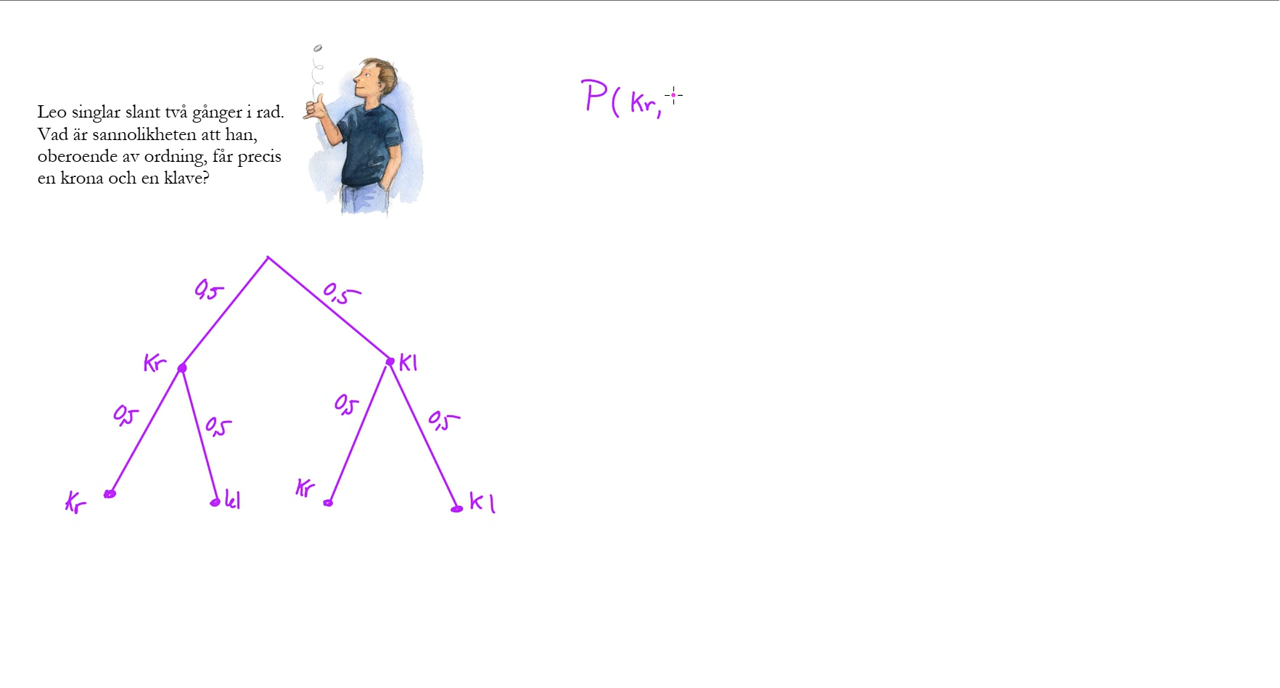 Leo singlar slant två gånger i rad.
Vad är sannolikheten att han,
oberoende av ordning, får precis
en krona och en klave?
P(Kr,
0,5
0,5
Kr
Kl
0,5
0,5
0,5
0,5
Kr
Kl
Kr
Kl